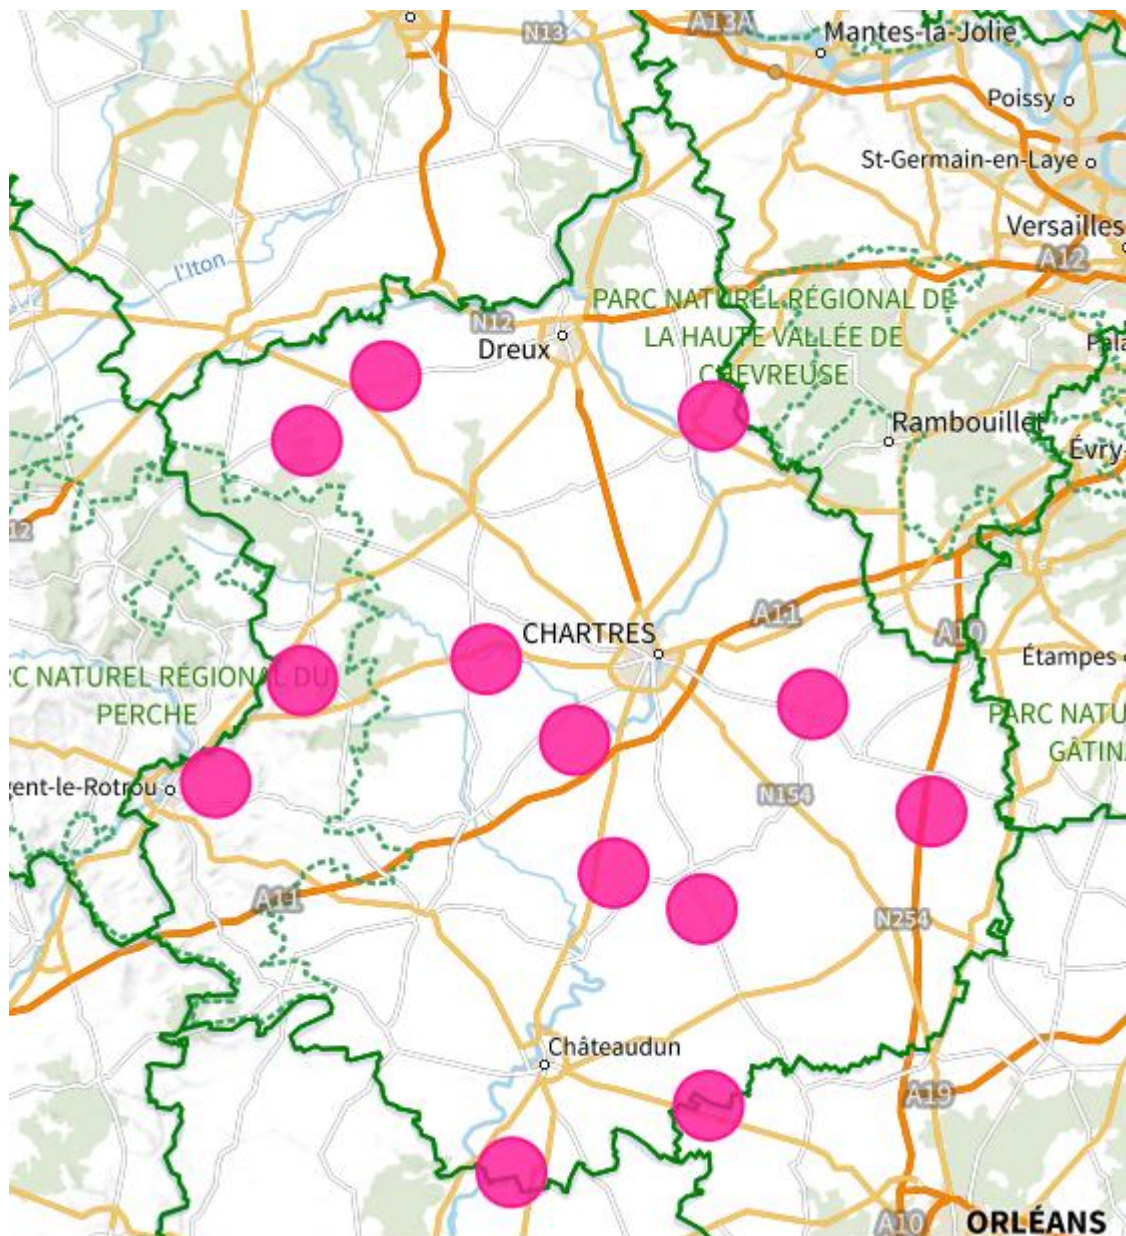 A13A
N13
Mantes-la-Jolie
Poissy
St-Germain-en-Laye
Versailles
A12
l'Iton
PARC NATUREL RÉGIONAL DE
LA HAUTE VALLÉE DE
CHEVREUSE
N12
Dreux
Pala
Rambouillet
Évry-
12
A11
CHARTRES
A10
Étampes
RC NATUREL RÉGIONAL DU
PERCHE
PARC NATU
GÂTIN
gent-le-Rotrou
N154
A11
N254
Châteaudun
A19
A10
ORLÉANS